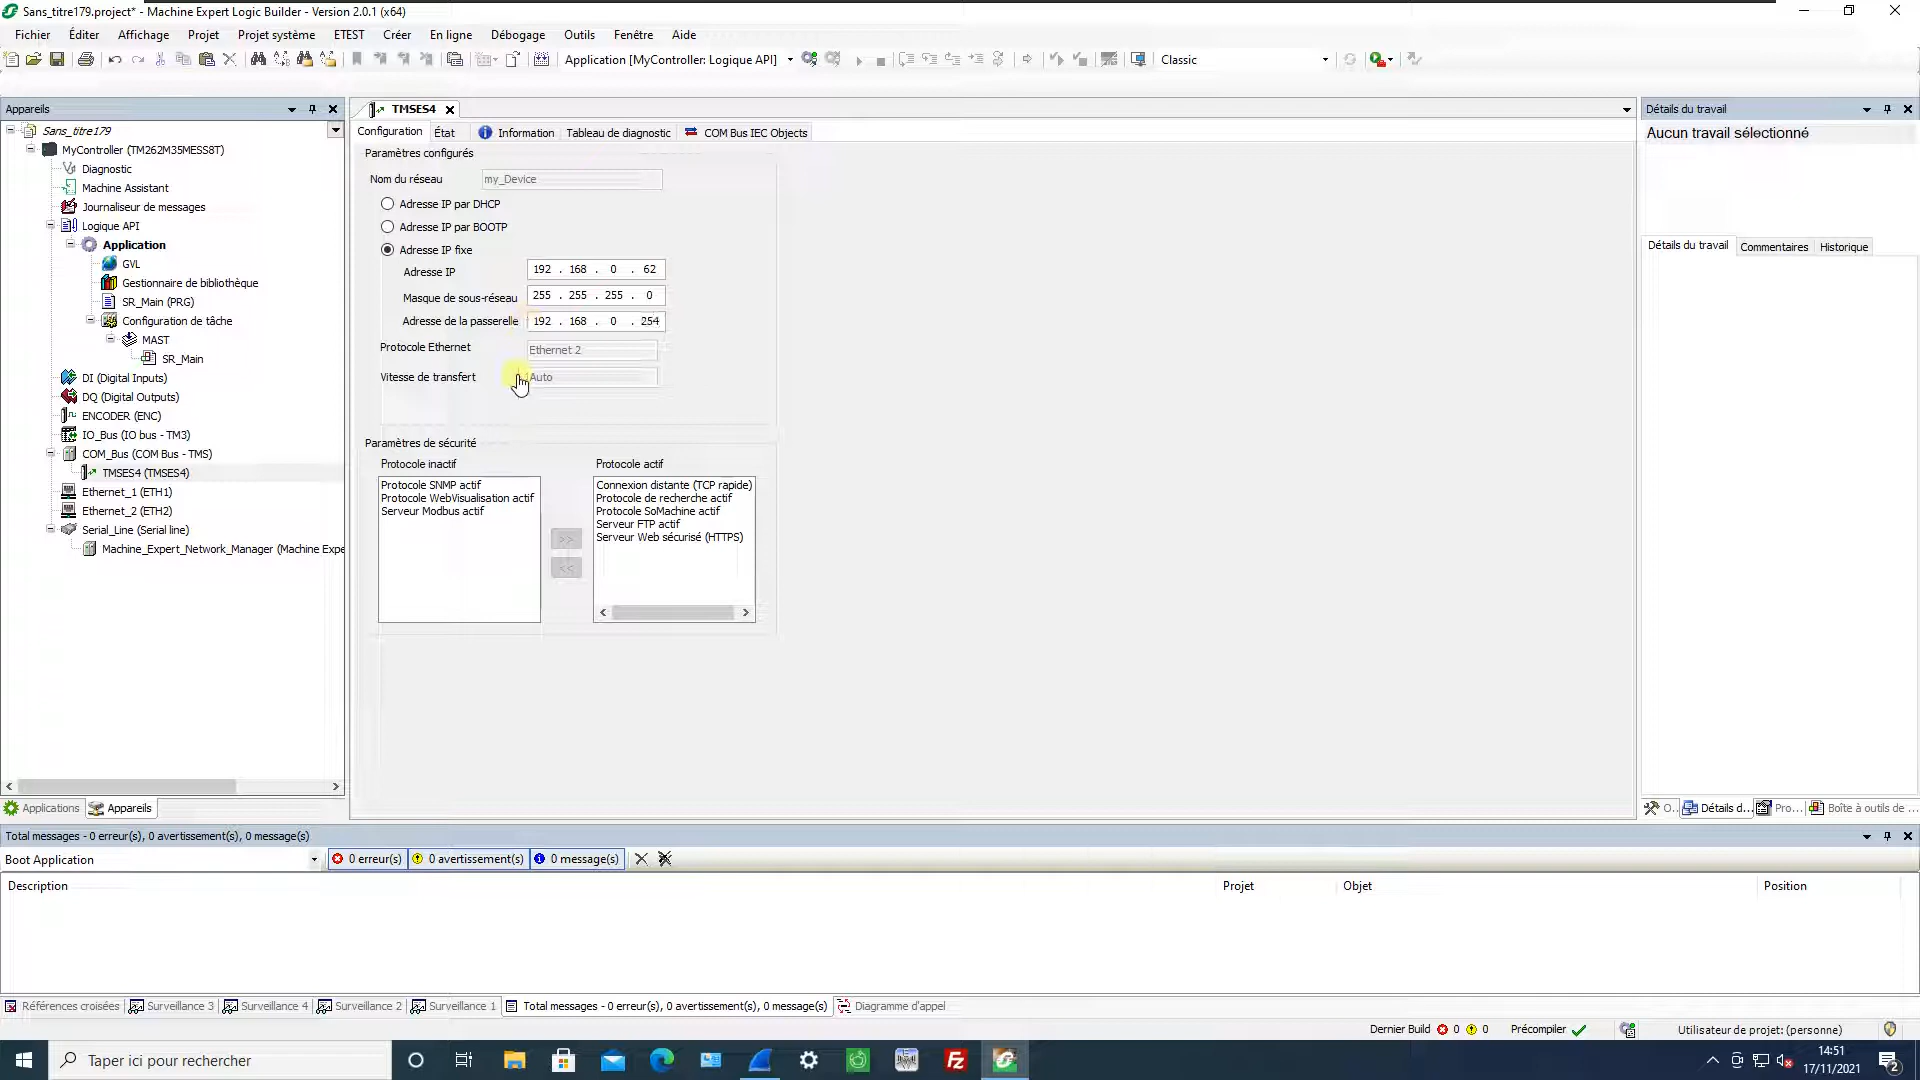 Sans_titre179.project* - Machine Expert Logic Builder - Version 2.0.1 (x64)
Fichier Éditer Affichage Projet Projet système ETEST Créer En ligne Débogage Outils Fenêtre Aide
Application [MyController: Logique API] Classic
Appareils
Sans_titre179
MyController (TM262M35MESS8T)
Diagnostic
Machine Assistant
Journaliseur de messages
Logique API
Application
GVL
Gestionnaire de bibliothèque
SR_Main (PRG)
Configuration de tâche
MAST
SR_Main
DI (Digital Inputs)
DQ (Digital Outputs)
ENCODER (ENC)
IO_Bus (IO bus - TM3)
COM_Bus (COM Bus - TMS)
TMSES4 (TMSES4)
Ethernet_1 (ETH1)
Ethernet_2 (ETH2)
Serial_Line (Serial line)
Machine_Expert_Network_Manager (Machine Expe
Applications Appareils
TMSES4
Configuration État Information Tableau de diagnostic COM Bus IEC Objects
Paramètres configurés
Nom du réseau my_Device
Adresse IP par DHCP
Adresse IP par BOOTP
Adresse IP fixe
Adresse IP 192 . 168 . 0 . 62
Masque de sous-réseau 255 . 255 . 255 . 0
Adresse de la passerelle 192 . 168 . 0 . 254
Protocole Ethernet Ethernet 2
Vitesse de transfert Auto
Paramètres de sécurité
Protocole inactif
Protocole SNMP actif
Protocole WebVisualisation actif
Serveur Modbus actif
>>
<<
Protocole actif
Connexion distante (TCP rapide)
Protocole de recherche actif
Protocole SoMachine actif
Serveur FTP actif
Serveur Web sécurisé (HTTPS)
Détails du travail
Aucun travail sélectionné
Détails du travail Commentaires Historique
O... Détails d... Pro... Boîte à outils de ...
Total messages - 0 erreur(s), 0 avertissement(s), 0 message(s)
Boot Application 0 erreur(s) 0 avertissement(s) 0 message(s)
Description Projet Objet Position
Références croisées Surveillance 3 Surveillance 4 Surveillance 2 Surveillance 1 Total messages - 0 erreur(s), 0 avertissement(s), 0 message(s) Diagramme d'appel
Dernier Build 0 0 Précompiler Utilisateur de projet: (personne)
Taper ici pour rechercher
14:51
17/11/2021
2